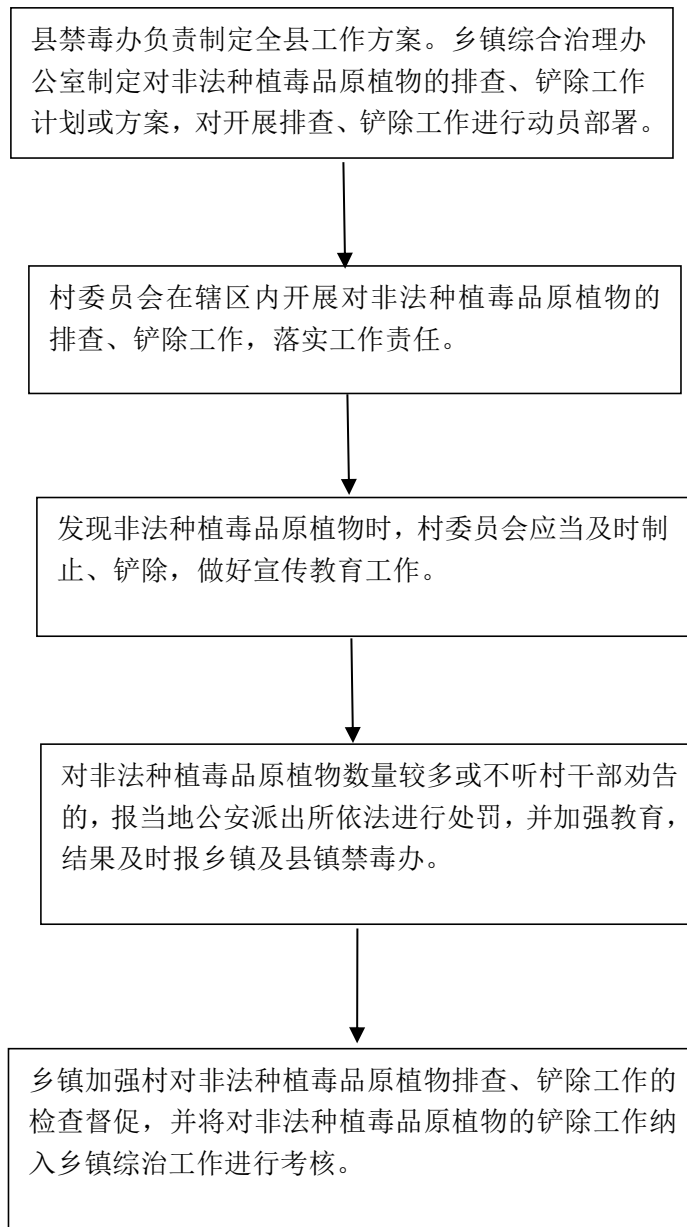 县禁毒办负责制定全县工作方案。乡镇综合治理办
公室制定对非法种植毒品原植物的排查、铲除工作
计划或方案，对开展排查、铲除工作进行动员部署。
村委员会在辖区内开展对非法种植毒品原植物的
排查、铲除工作，落实工作责任。
发现非法种植毒品原植物时，村委员会应当及时制
止、铲除，做好宣传教育工作。
对非法种植毒品原植物数量较多或不听村干部劝告
的，报当地公安派出所依法进行处罚，并加强教育，
结果及时报乡镇及县镇禁毒办。
乡镇加强村对非法种植毒品原植物排查、铲除工作的
检查督促，并将对非法种植毒品原植物的铲除工作纳
入乡镇综治工作进行考核。